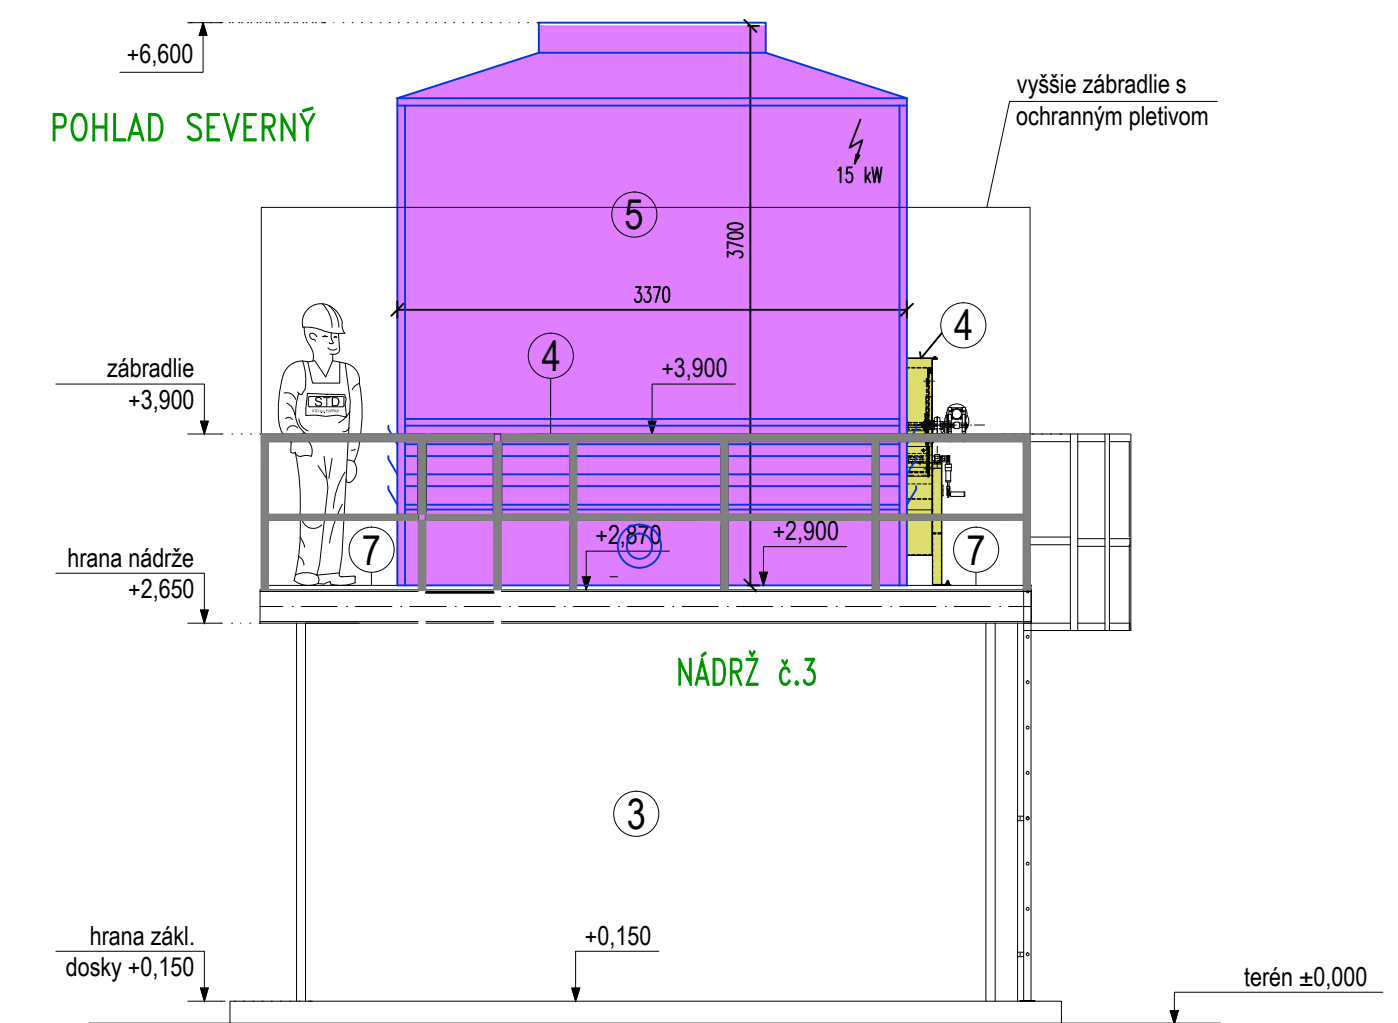 +6,600
POHLAD SEVERNÝ
vyššie zábradlie s
ochranným pletivom
15 kW
5
3700
3370
4
4
zábradlie
+3,900
+3,900
STD
hrana nádrže
+2,650
7
+2,870
+2,900
7
NÁDRŽ č.3
3
hrana zákl.
dosky +0,150
+0,150
terén ±0,000